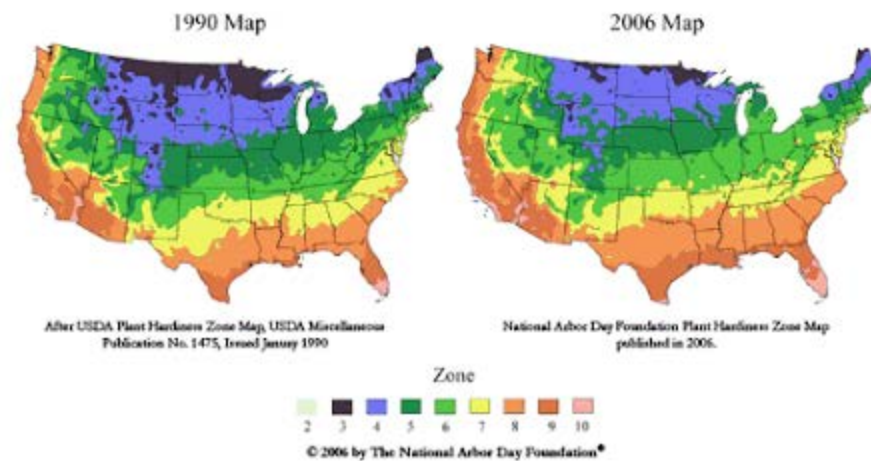 1990 Map
2006 Map
After USDA Plant Hardiness Zone Map, USDA Miscellaneous
Publication No. 1475, Issued January 1990
National Arbor Day Foundation Plant Hardiness Zone Map
published in 2006.
Zone
2 3 4 5 6 7 8 9 10
© 2006 by The National Arbor Day Foundation®